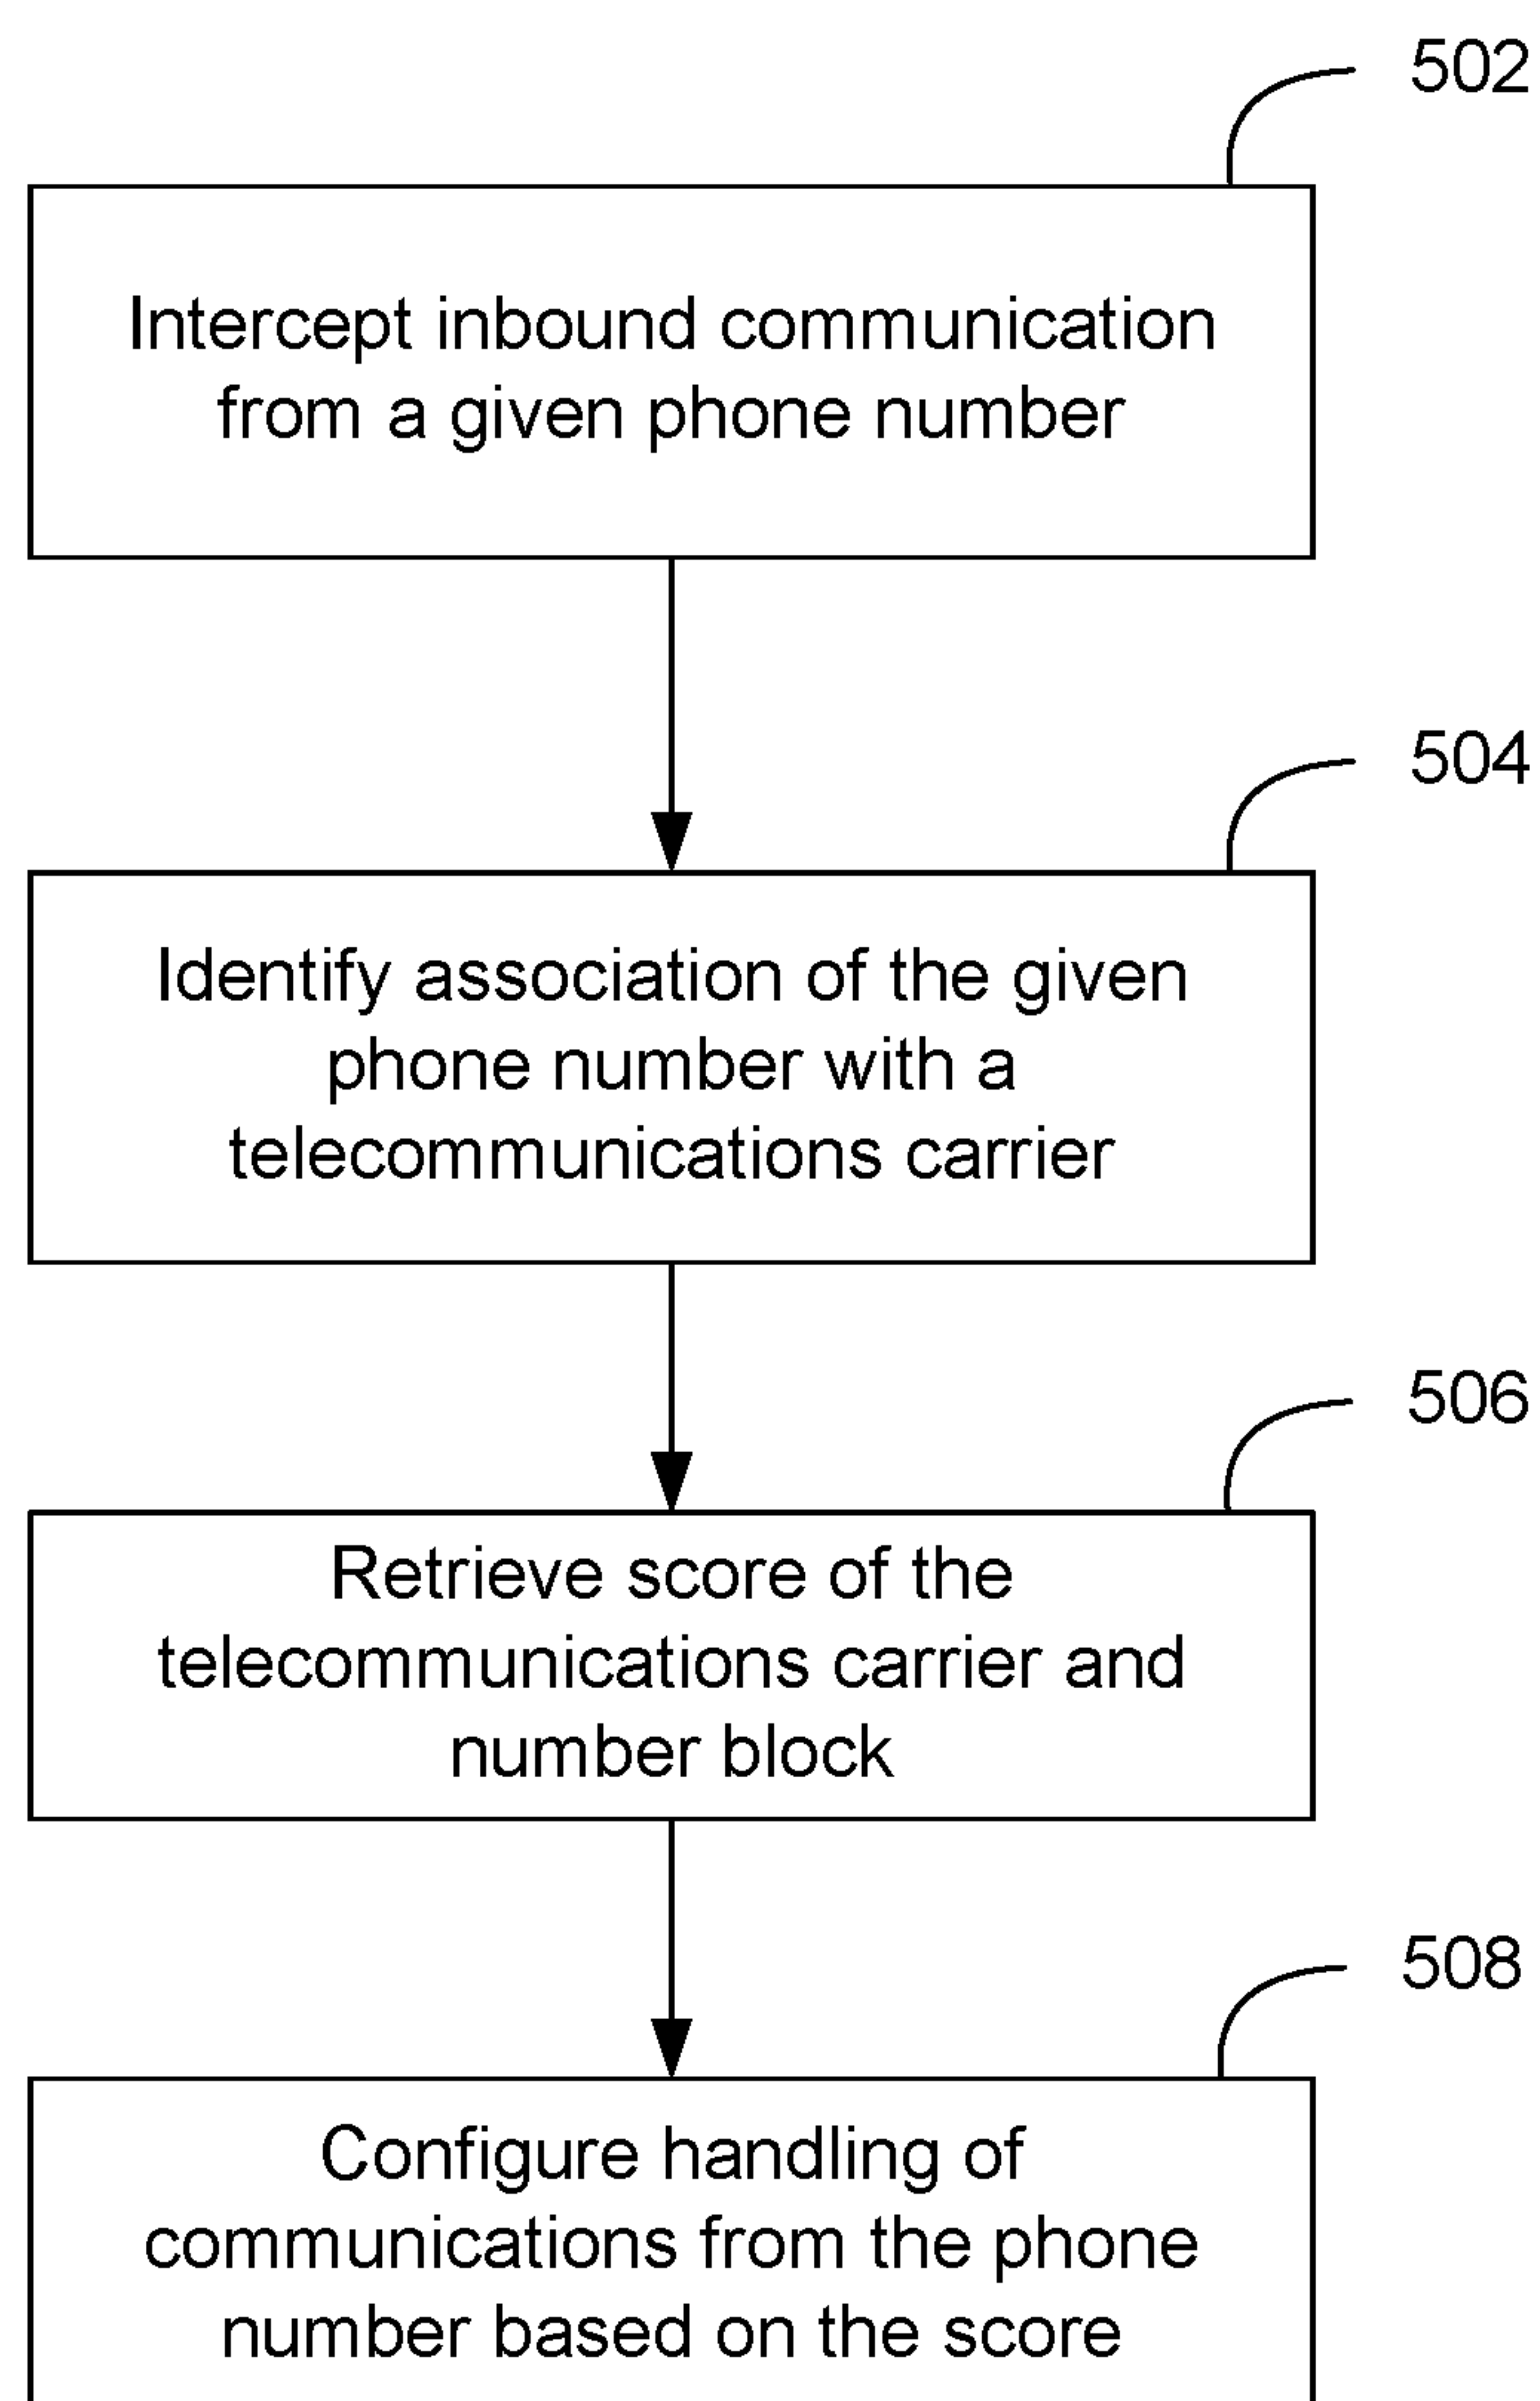 502
Intercept inbound communication
from a given phone number
504
Identify association of the given
phone number with a
telecommunications carrier
506
Retrieve score of the
telecommunications carrier and
number block
508
Configure handling of
communications from the phone
number based on the score